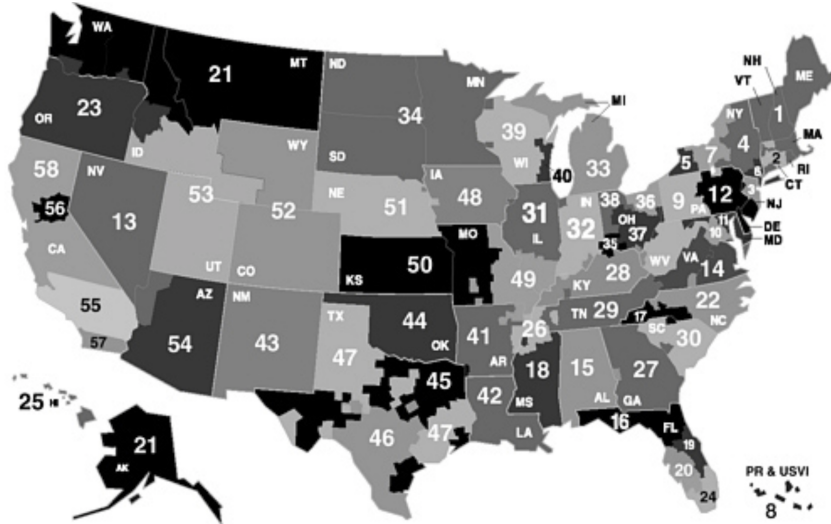 WA
21
MT
ND
MN
NH
VT
ME
MI
23
OR
34
NY
1
MA
39
WI
4
ID
WY
SD
5
7
2
RI
CT
58
NV
33
6
IA
40
12
3
NJ
53
NE
51
48
31
IN
38
36
9
PA
56
52
OH
11
DE
13
MO
IL
32
37
10
MD
CA
UT
CO
KS
50
35
WV
VA
14
49
KY
28
55
AZ
NM
TX
44
OK
TN
29
17
22
NC
54
43
41
26
SC
30
57
47
AR
18
15
27
45
42
MS
AL
GA
25
HI
46
47
LA
16
FL
21
AK
19
20
PR & USVI
24
8